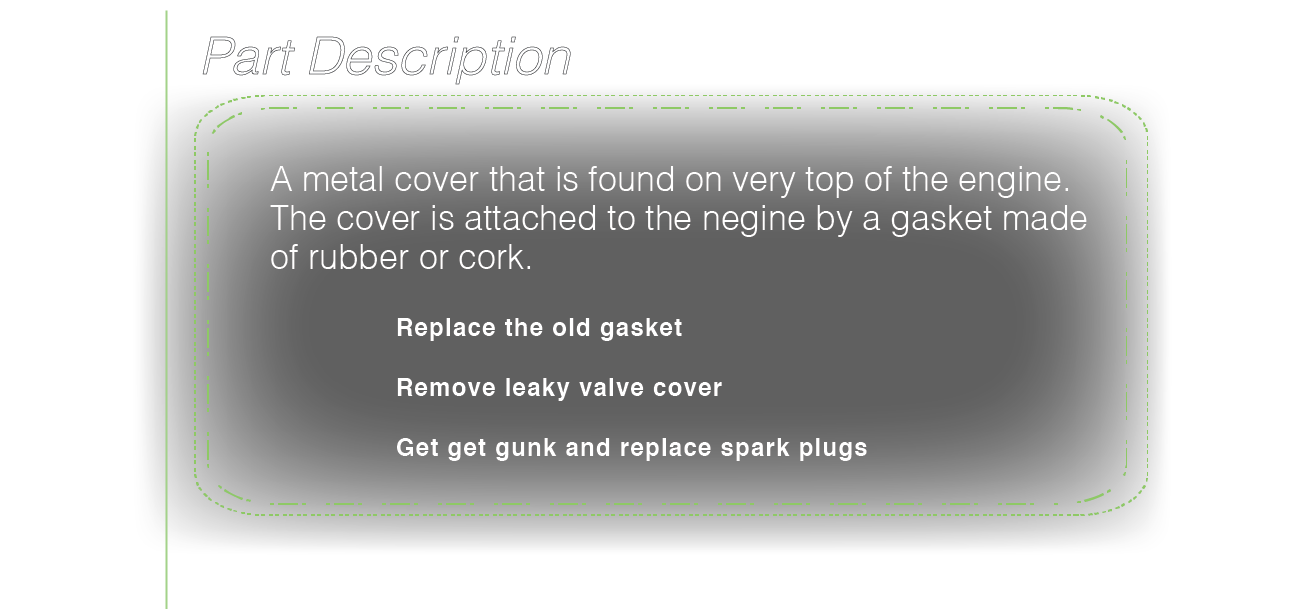 Part Description
A metal cover that is found on very top of the engine.
The cover is attached to the negine by a gasket made
of rubber or cork.
Replace the old gasket
Remove leaky valve cover
Get get gunk and replace spark plugs